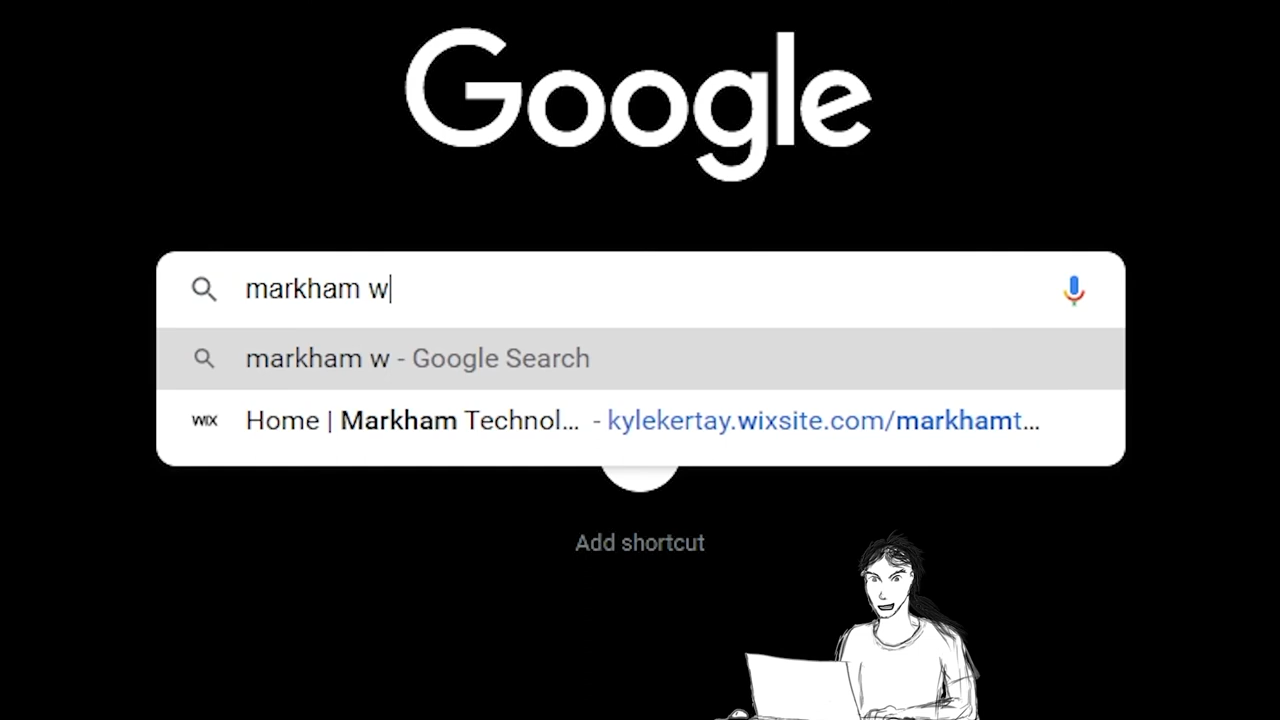 Google
markham w
markham w - Google Search
WIX Home | Markham Technol... - kylekertay.wixsite.com/markhamt...
Add shortcut